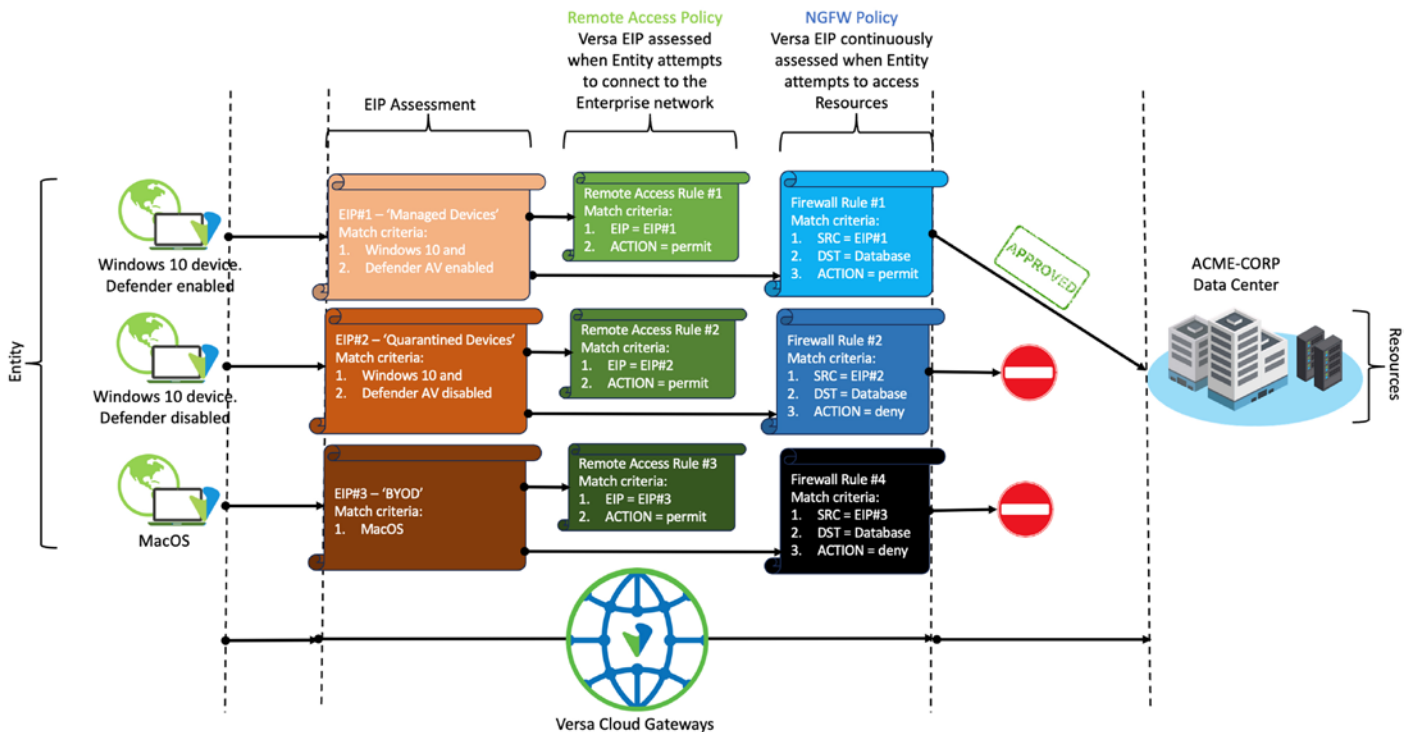 Remote Access Policy
Versa EIP assessed
when Entity attempts
to connect to the
Enterprise network
NGFW Policy
Versa EIP continuously
assessed when Entity
attempts to access
Resources
EIP Assessment
Entity
Windows 10 device.
Defender enabled
EIP#1 – ‘Managed Devices’
Match criteria:
1. Windows 10 and
2. Defender AV enabled
Remote Access Rule #1
Match criteria:
1. EIP = EIP#1
2. ACTION = permit
Firewall Rule #1
Match criteria:
1. SRC = EIP#1
2. DST = Database
3. ACTION = permit
APPROVED
ACME-CORP
Data Center
Resources
Windows 10 device.
Defender disabled
EIP#2 – ‘Quarantined Devices’
Match criteria:
1. Windows 10 and
2. Defender AV disabled
Remote Access Rule #2
Match criteria:
1. EIP = EIP#2
2. ACTION = permit
Firewall Rule #2
Match criteria:
1. SRC = EIP#2
2. DST = Database
3. ACTION = deny
MacOS
EIP#3 – ‘BYOD’
Match criteria:
1. MacOS
Remote Access Rule #3
Match criteria:
1. EIP = EIP#3
2. ACTION = permit
Firewall Rule #4
Match criteria:
1. SRC = EIP#3
2. DST = Database
3. ACTION = deny
Versa Cloud Gateways